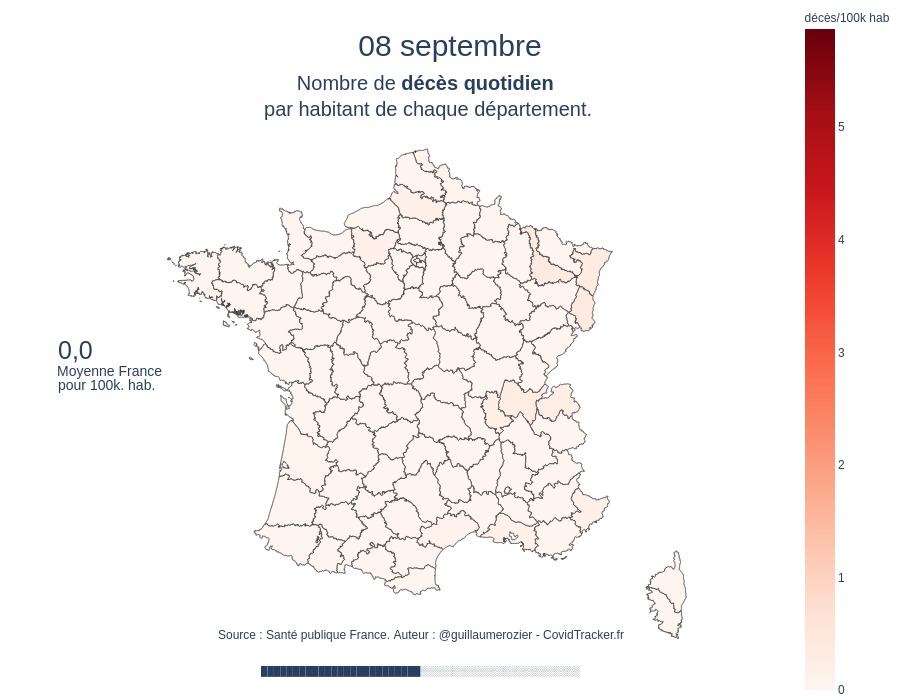 décès/100k hab
08 septembre
Nombre de décès quotidien
par habitant de chaque département.
5
4
3
2
1
0
0,0
Moyenne France
pour 100k. hab.
Source : Santé publique France. Auteur : @guillaumerozier - CovidTracker.fr